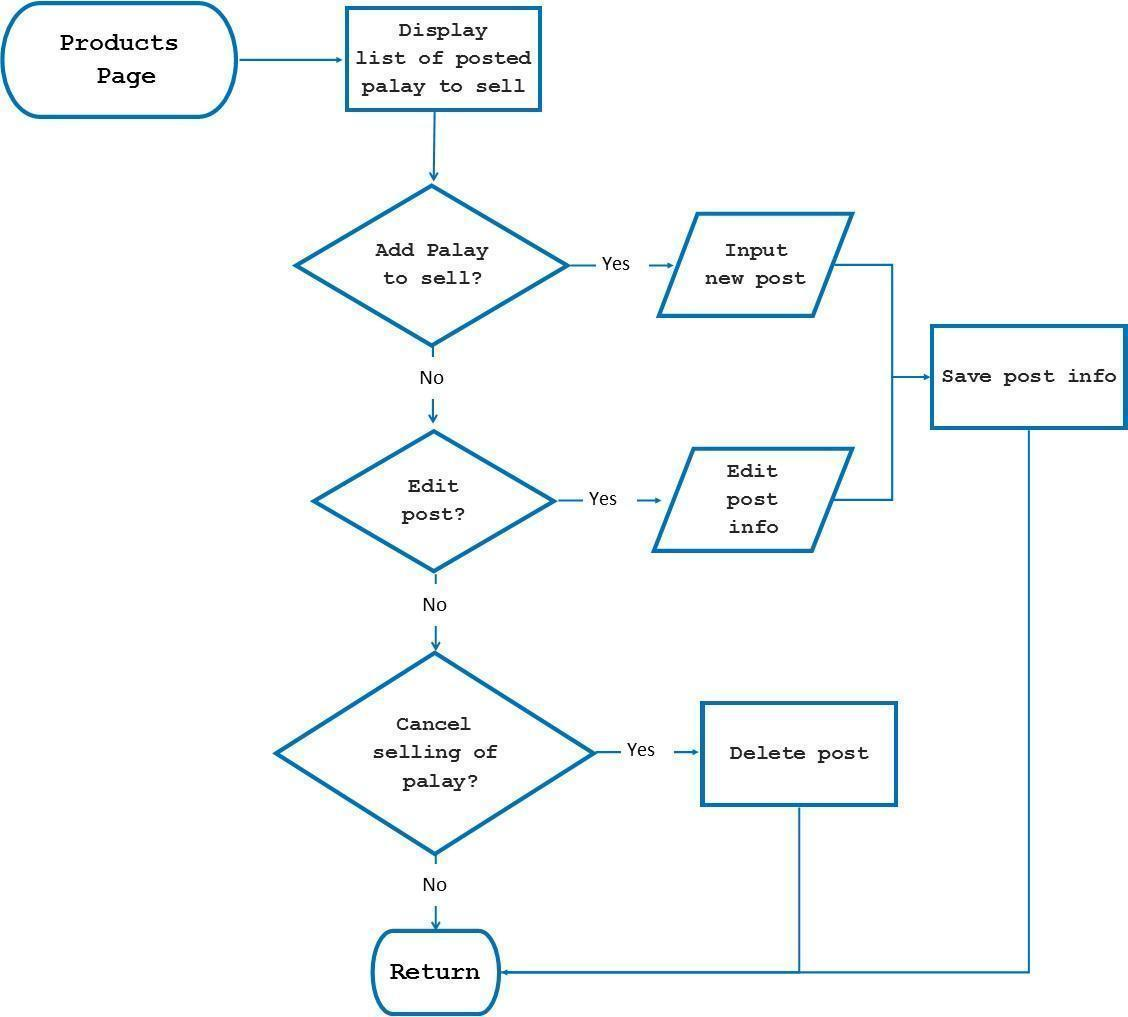 Products
Page
Display
list of posted
palay to sell
Add Palay
to sell?
Yes
Input
new post
No
Save post info
Edit
post?
Yes
Edit
post
info
No
Cancel
selling of
palay?
Yes
Delete post
No
Return